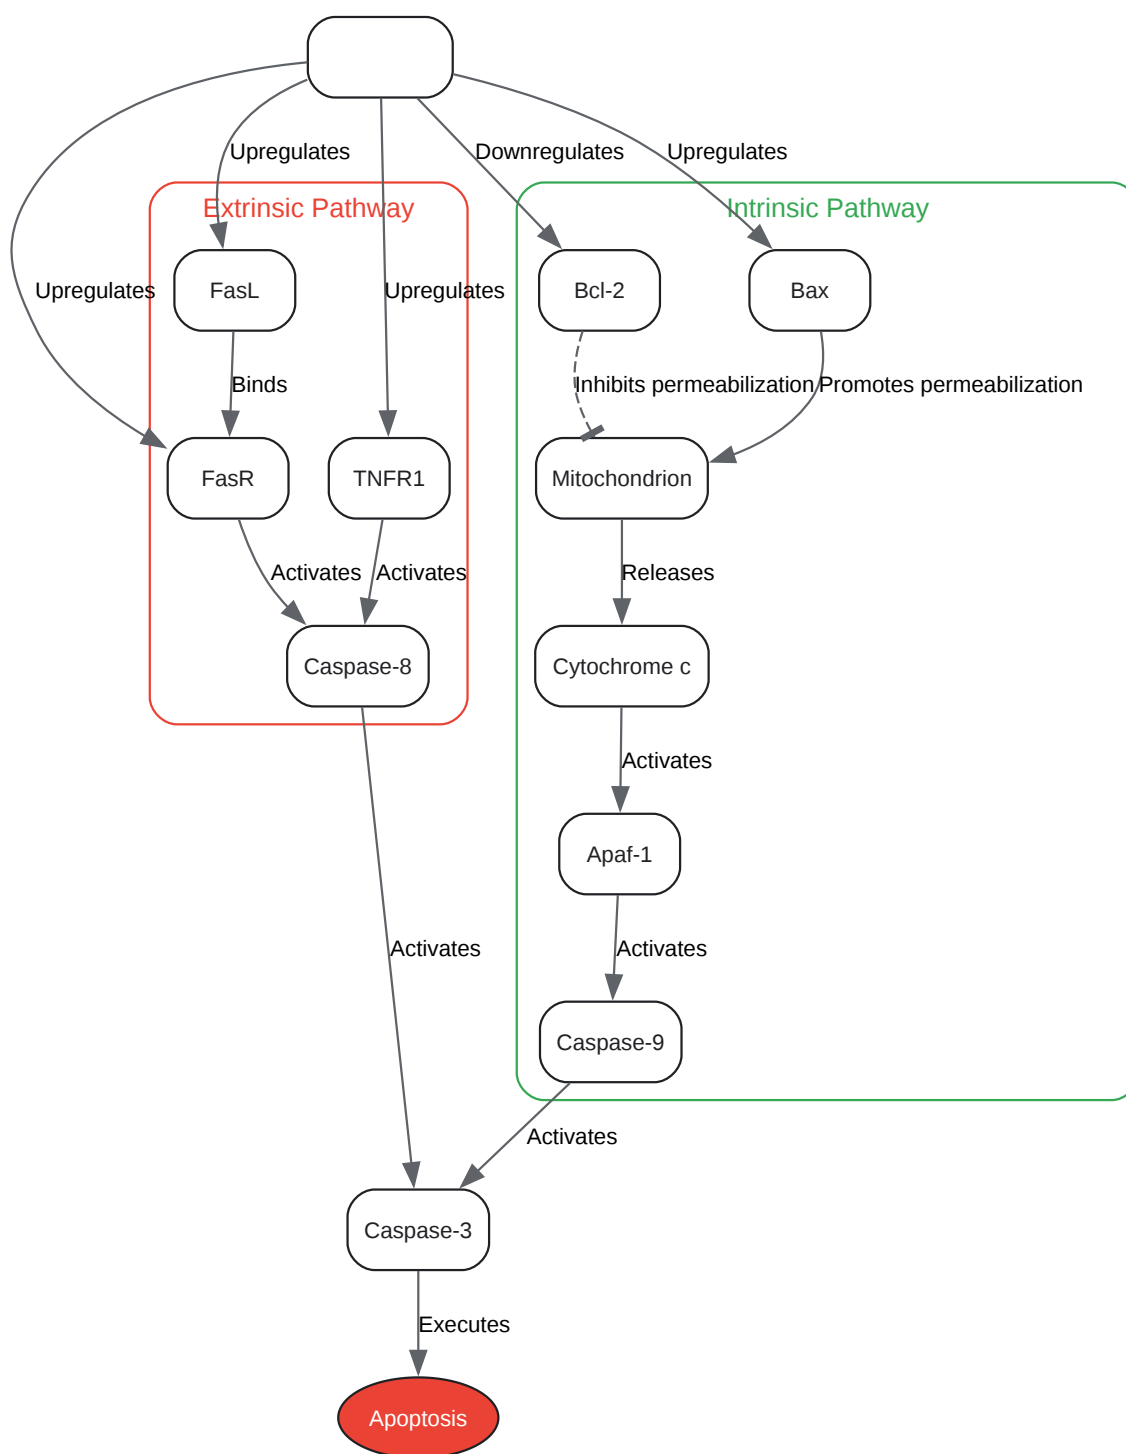 Upregulates
Downregulates
Upregulates
Extrinsic Pathway
Intrinsic Pathway
Upregulates
FasL
Upregulates
Bcl-2
Bax
Binds
Inhibits permeabilization
Promotes permeabilization
FasR
TNFR1
Mitochondrion
Activates
Activates
Releases
Caspase-8
Cytochrome c
Activates
Apaf-1
Activates
Activates
Caspase-9
Activates
Caspase-3
Executes
Apoptosis